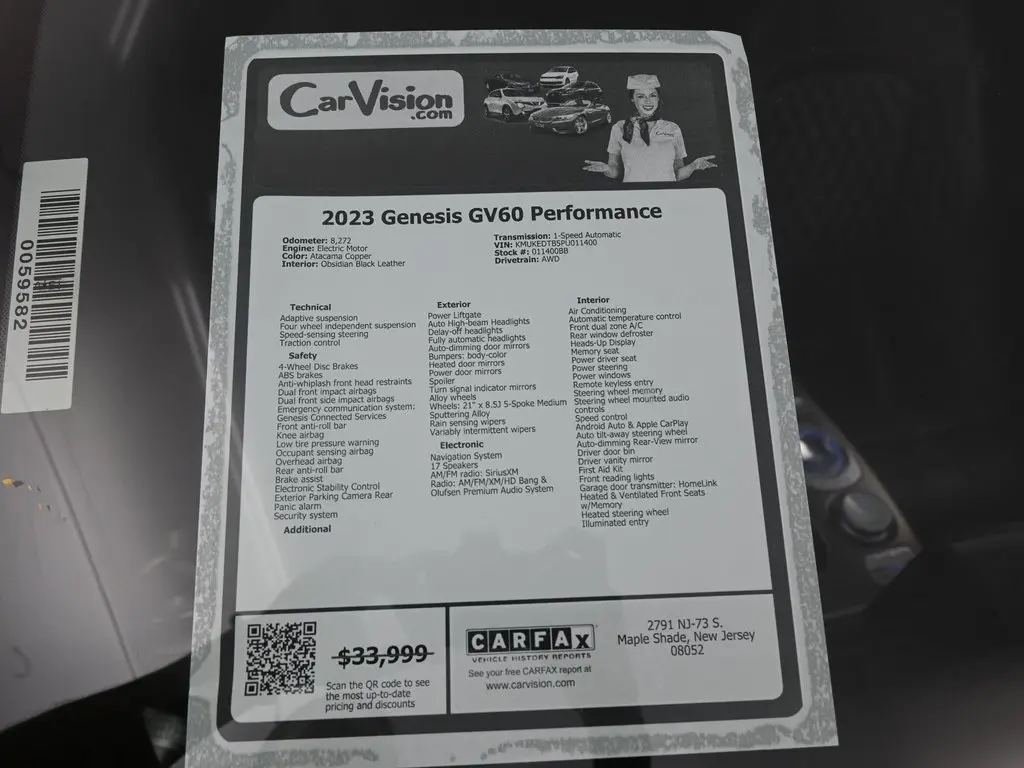 CarVision
.com
2023 Genesis GV60 Performance
Odometer: 8,272
Engine: Electric Motor
Color: Atacama Copper
Interior: Obsidian Black Leather
Transmission: 1-Speed Automatic
VIN: KMUKEDTB5PU011400
Stock #: 011400BB
Drivetrain: AWD
Technical
Adaptive suspension
Four wheel independent suspension
Speed-sensing steering
Traction control
Safety
4-Wheel Disc Brakes
ABS brakes
Anti-whiplash front head restraints
Dual front impact airbags
Dual front side impact airbags
Emergency communication system:
Genesis Connected Services
Front anti-roll bar
Knee airbag
Low tire pressure warning
Occupant sensing airbag
Overhead airbag
Rear anti-roll bar
Brake assist
Electronic Stability Control
Exterior Parking Camera Rear
Panic alarm
Security system
Additional
Exterior
Power Liftgate
Auto High-beam Headlights
Delay-off headlights
Fully automatic headlights
Auto-dimming door mirrors
Bumpers: body-color
Heated door mirrors
Power door mirrors
Spoiler
Turn signal indicator mirrors
Alloy wheels
Wheels: 21" x 8.5J 5-Spoke Medium
Sputtering Alloy
Rain sensing wipers
Variably intermittent wipers
Electronic
Navigation System
17 Speakers
AM/FM radio: SiriusXM
Radio: AM/FM/XM/HD Bang &
Olufsen Premium Audio System
Interior
Air Conditioning
Automatic temperature control
Front dual zone A/C
Rear window defroster
Heads-Up Display
Memory seat
Power driver seat
Power steering
Power windows
Remote keyless entry
Steering wheel memory
Steering wheel mounted audio
controls
Speed control
Android Auto & Apple CarPlay
Auto tilt-away steering wheel
Auto-dimming Rear-View mirror
Driver door bin
Driver vanity mirror
First Aid Kit
Front reading lights
Garage door transmitter: HomeLink
Heated & Ventilated Front Seats
w/Memory
Heated steering wheel
Illuminated entry
$33,999
Scan the QR code to see
the most up-to-date
pricing and discounts
CARFAX
VEHICLE HISTORY REPORTS
See your free CARFAX report at
www.carvision.com
2791 NJ-73 S.
Maple Shade, New Jersey
08052
0059582